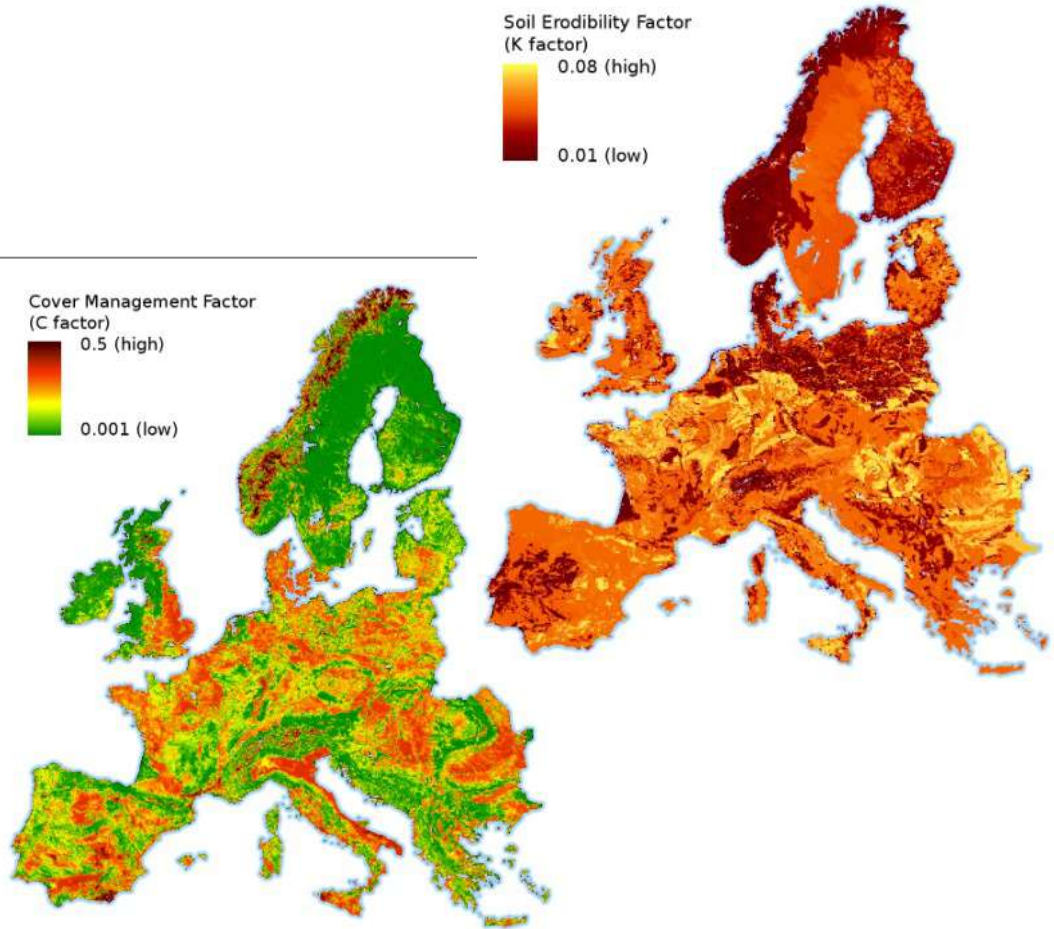 Soil Erodibility Factor
(K factor)
0.08 (high)
0.01 (low)
Cover Management Factor
(C factor)
0.5 (high)
0.001 (low)